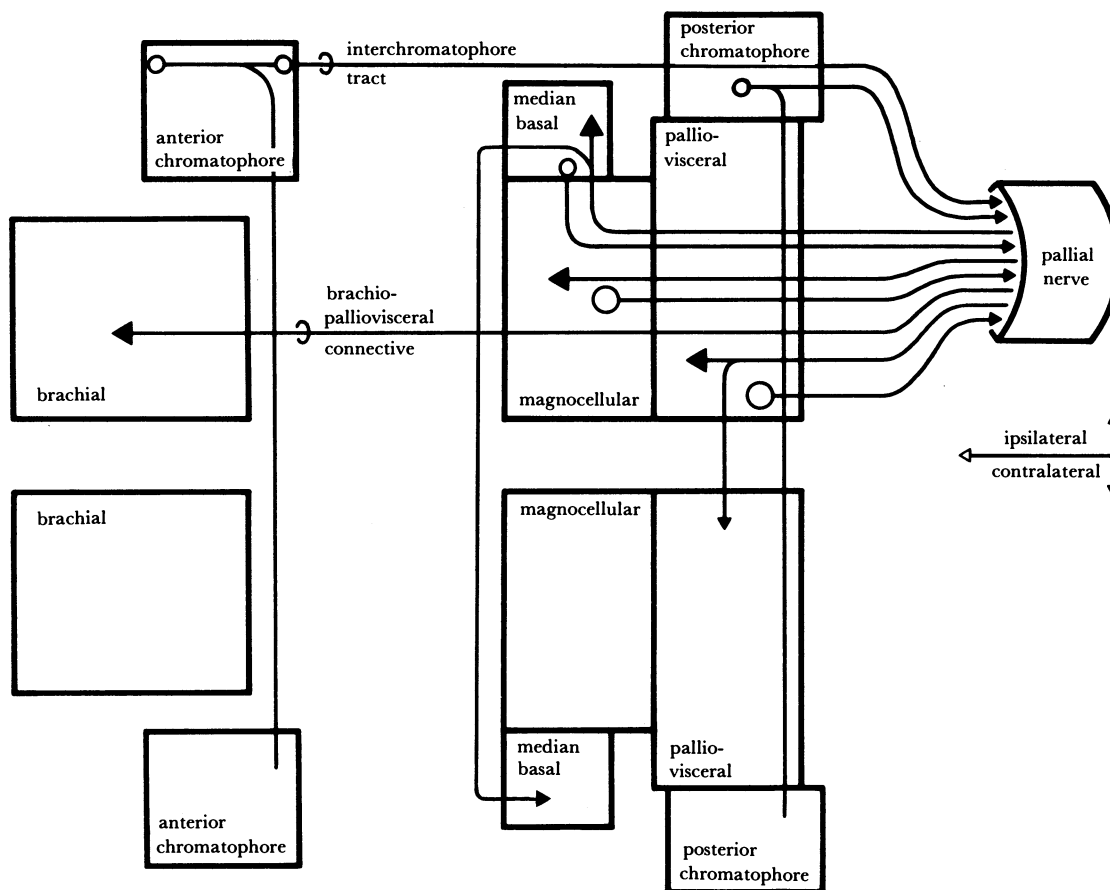 interchromatophore
tract
posterior
chromatophore
median
basal
anterior
chromatophore
pallio-
visceral
pallial
nerve
brachio-
palliovisceral
connective
brachial
magnocellular
ipsilateral
contralateral
brachial
magnocellular
median
basal
pallio-
visceral
anterior
chromatophore
posterior
chromatophore